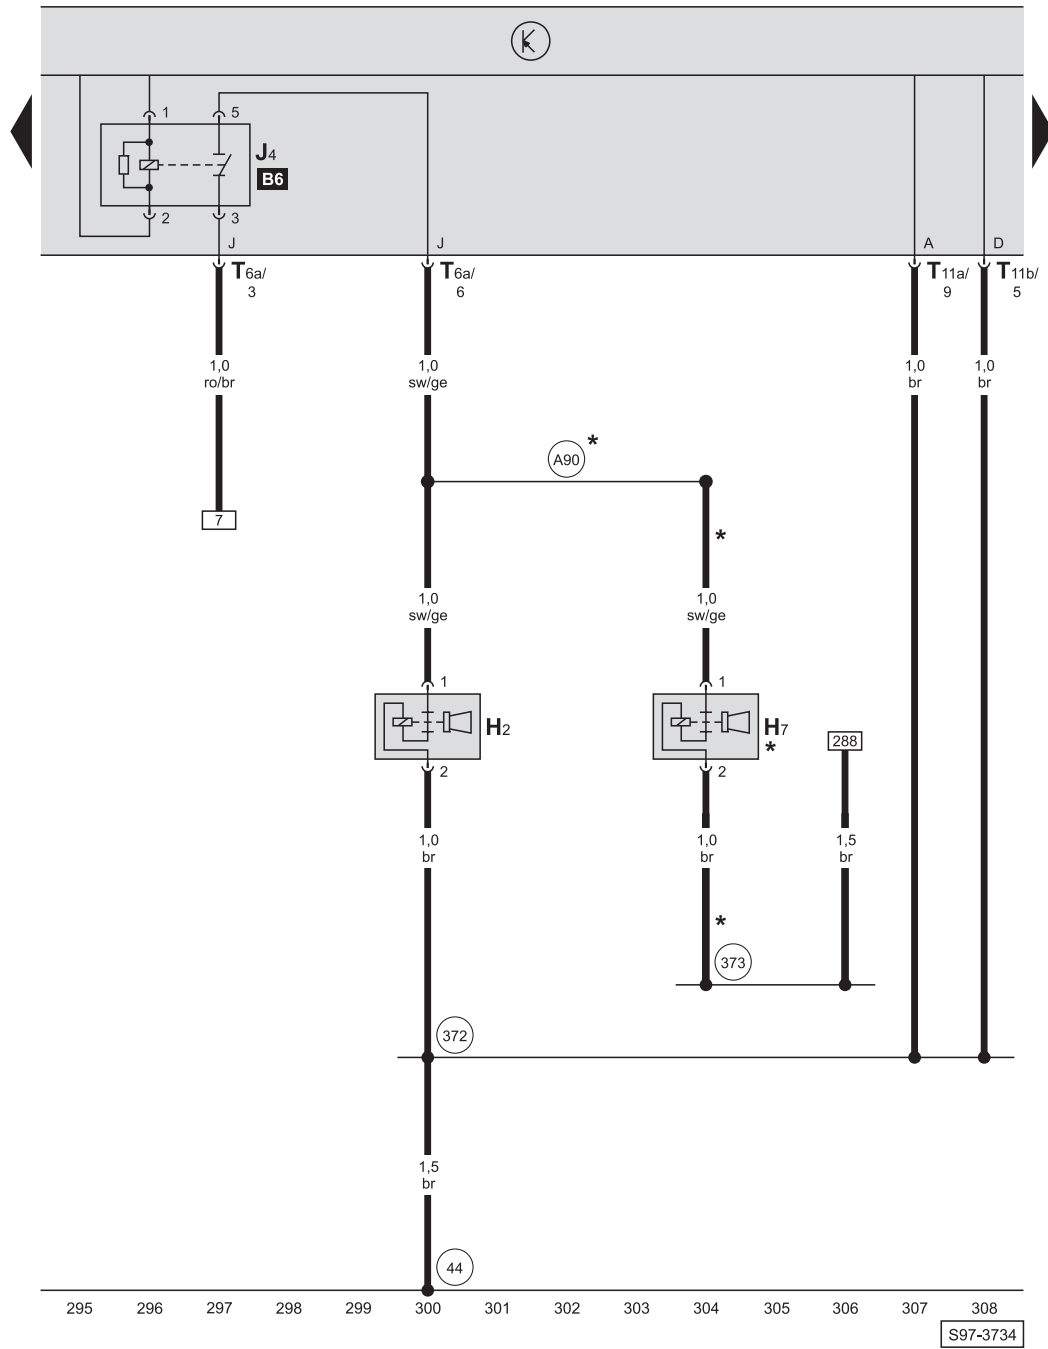 1 5
J4
B6
2 3
J J A D
T6a/ T6a/ T11a/ T11b/
3 6 9 5
1,0 1,0 1,0 1,0
ro/br sw/ge br br
A90 *
7
*
1,0 1,0
sw/ge sw/ge
1 1
H2 H7
*
288
2 2
1,0 1,0 1,5
br br br
*
373
372
1,5
br
44
295 296 297 298 299 300 301 302 303 304 305 306 307 308
S97-3734